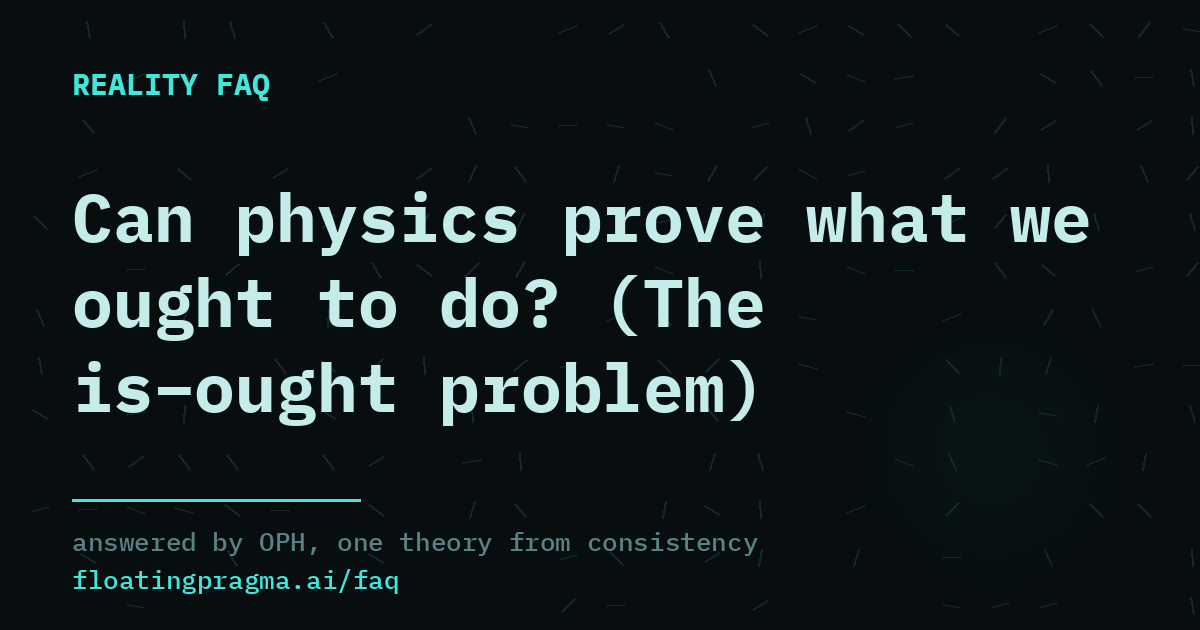 REALITY FAQ
Can physics prove what we
ought to do? (The
is-ought problem)
answered by OPH, one theory from consistency
floatingpragma.ai/faq